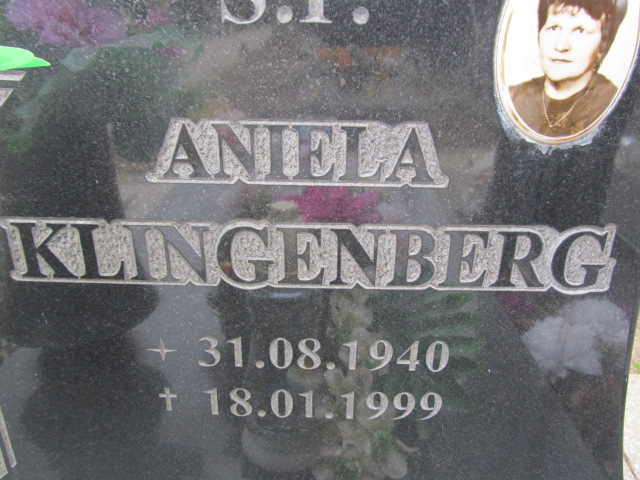 Ś.P.
ANIELA
KLINGENBERG
31.08.1940
† 18.01.1999